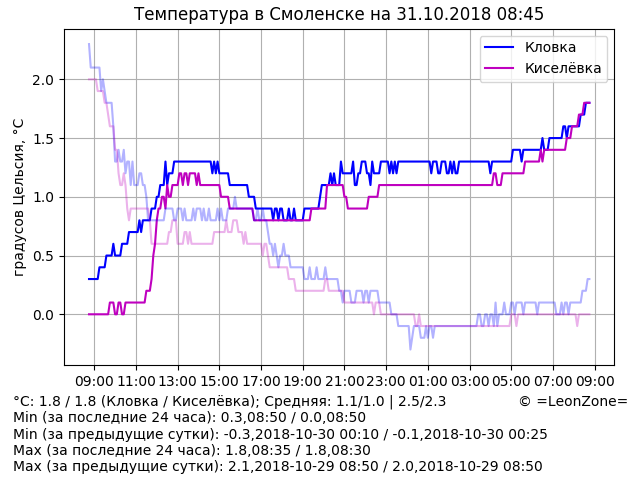 Температура в Смоленске на 31.10.2018 08:45
Кловка
Киселёвка
градусов Цельсия, °C
2.0
1.5
1.0
0.5
0.0
09:00 11:00 13:00 15:00 17:00 19:00 21:00 23:00 01:00 03:00 05:00 07:00 09:00
°C: 1.8 / 1.8 (Кловка / Киселёвка); Средняя: 1.1/1.0 | 2.5/2.3 © =LeonZone=
Min (за последние 24 часа): 0.3,08:50 / 0.0,08:50
Min (за предыдущие сутки): -0.3,2018-10-30 00:10 / -0.1,2018-10-30 00:25
Max (за последние 24 часа): 1.8,08:35 / 1.8,08:30
Max (за предыдущие сутки): 2.1,2018-10-29 08:50 / 2.0,2018-10-29 08:50